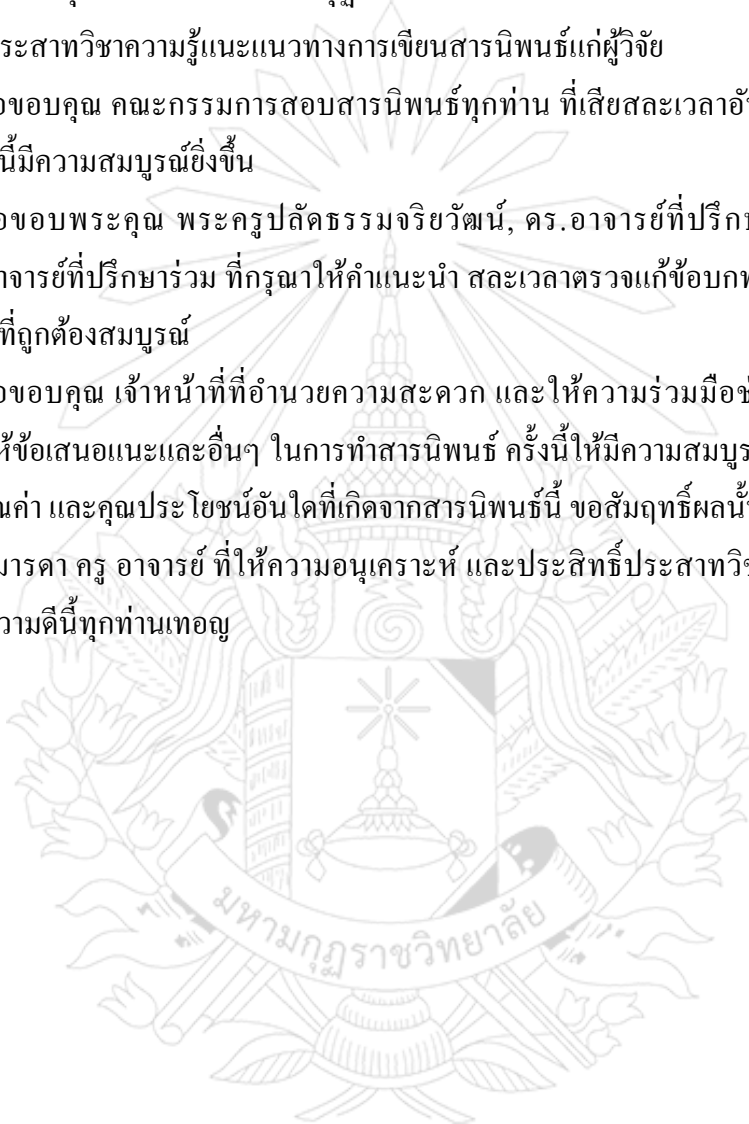 ระสาทวิชาความรู้แนะแนวทางการเขียนสารนิพนธ์แก่ผู้วิจัย
อขอบคุณ คณะกรรมการสอบสารนิพนธ์ทุกท่าน ที่เสียสละเวลาอั
นี้มีความสมบูรณ์ยิ่งขึ้น
อขอบพระคุณ พระครูปลัดธรรมจริยวัฒน์, ดร.อาจารย์ที่ปรึก
าจารย์ที่ปรึกษาร่วม ที่กรุณาให้คำแนะนำ สละเวลาตรวจแก้ข้อบก
ที่ถูกต้องสมบูรณ์
อขอบคุณ เจ้าหน้าที่ที่อำนวยความสะดวก และให้ความร่วมมือช
ห้ข้อเสนอแนะและอื่นๆ ในการทำสารนิพนธ์ ครั้งนี้ให้มีความสมบูร
ณค่า และคุณประโยชน์อันใดที่เกิดจากสารนิพนธ์นี้ ขอสัมฤทธิ์ผลนั้
มารดา ครู อาจารย์ ที่ให้ความอนุเคราะห์ และประสิทธิ์ประสาทวิช
วามดีนี้ทุกท่านเทอญ
มหามกุฏราชวิทยาลัย